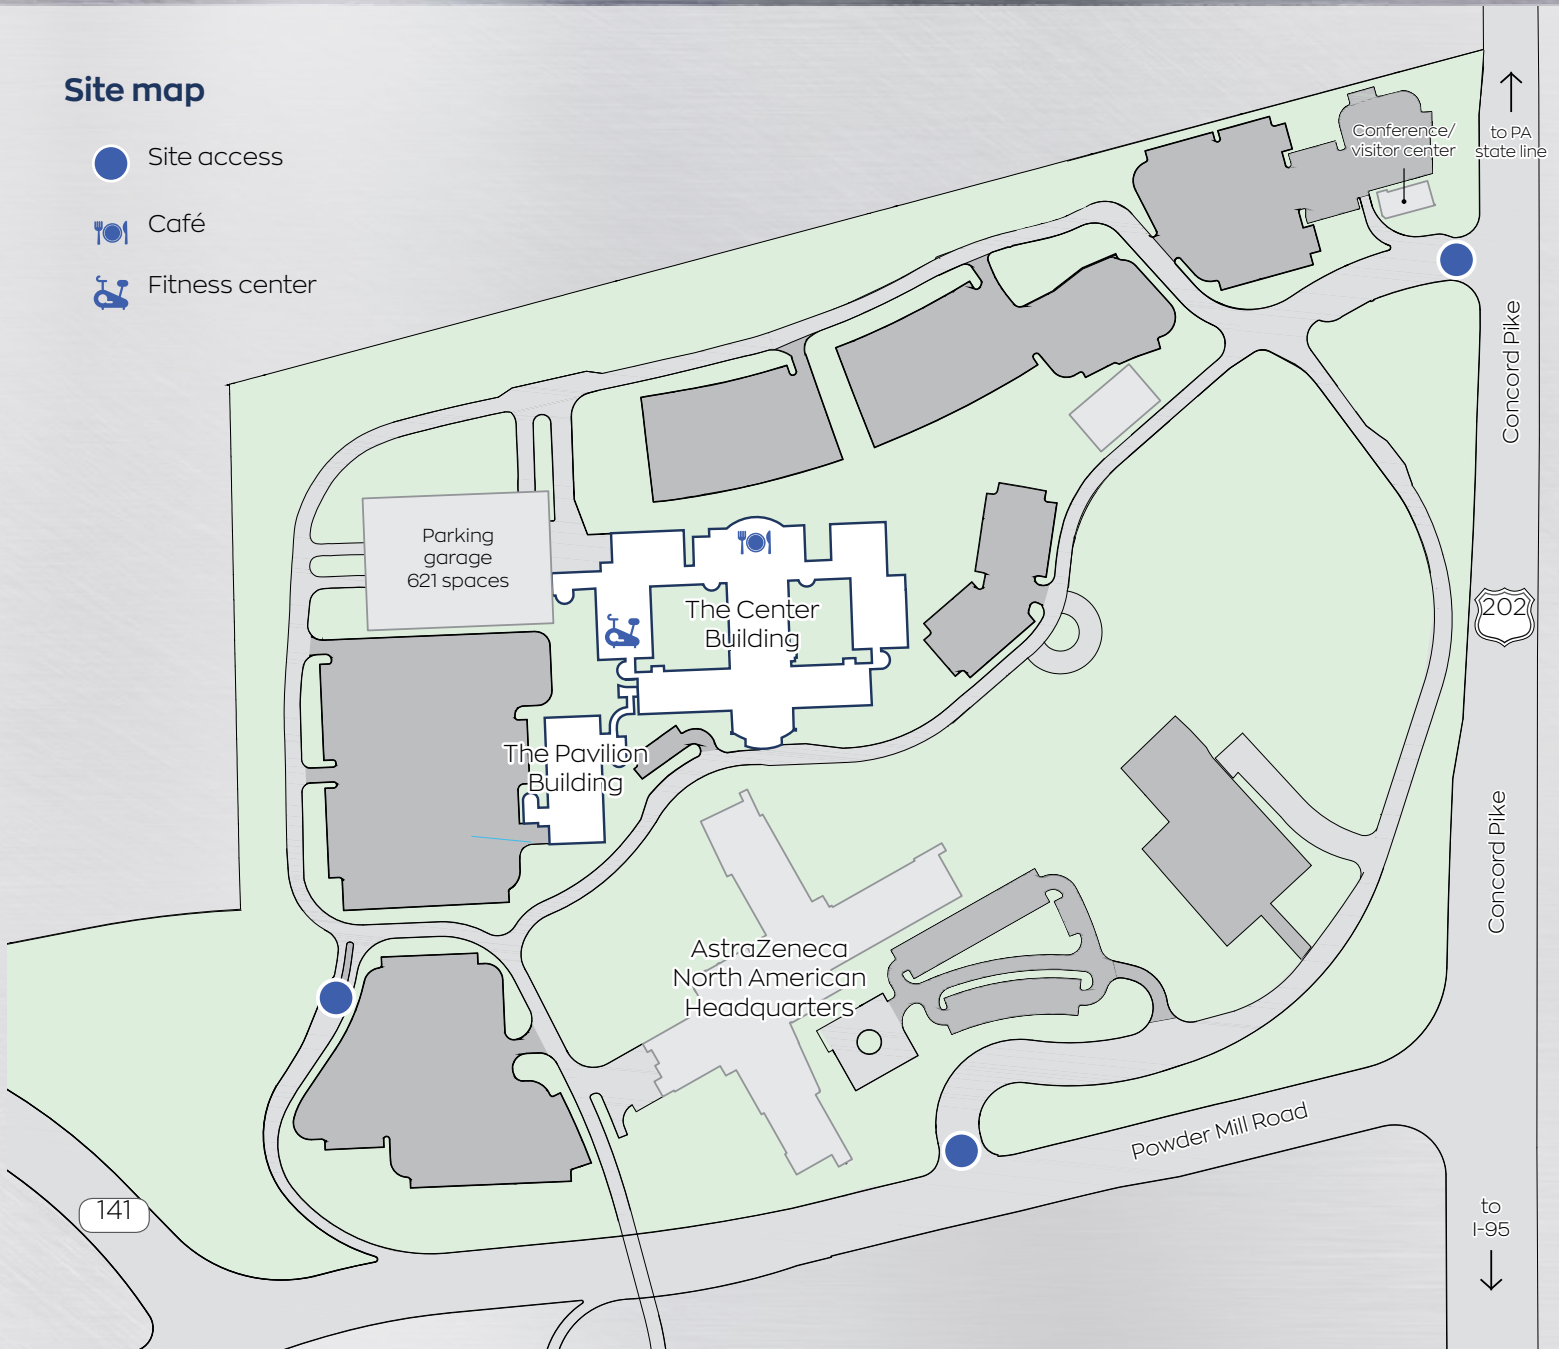 Site map
Site access
Café
Fitness center
Conference/
visitor center
to PA
state line
Concord Pike
Parking
garage
621 spaces
The Center
Building
202
The Pavilion
Building
Concord Pike
AstraZeneca
North American
Headquarters
Powder Mill Road
141
to
I-95